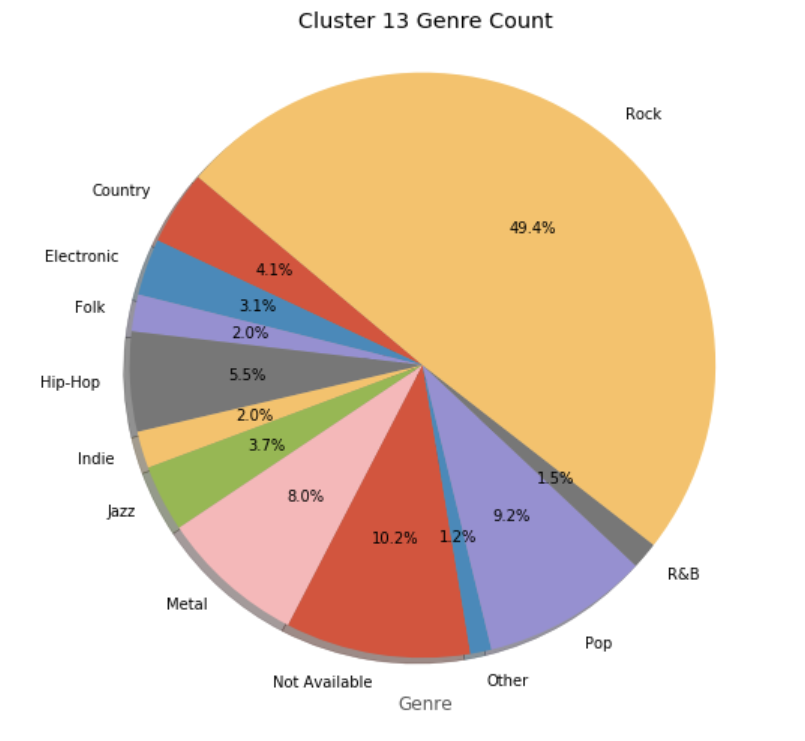 Cluster 13 Genre Count
Rock
Country
49.4%
Electronic
4.1%
Folk
3.1%
2.0%
Hip-Hop
5.5%
2.0%
Indie
3.7%
Jazz
8.0%
1.5%
9.2%
10.2%
1.2%
R&B
Metal
Pop
Not Available
Other
Genre